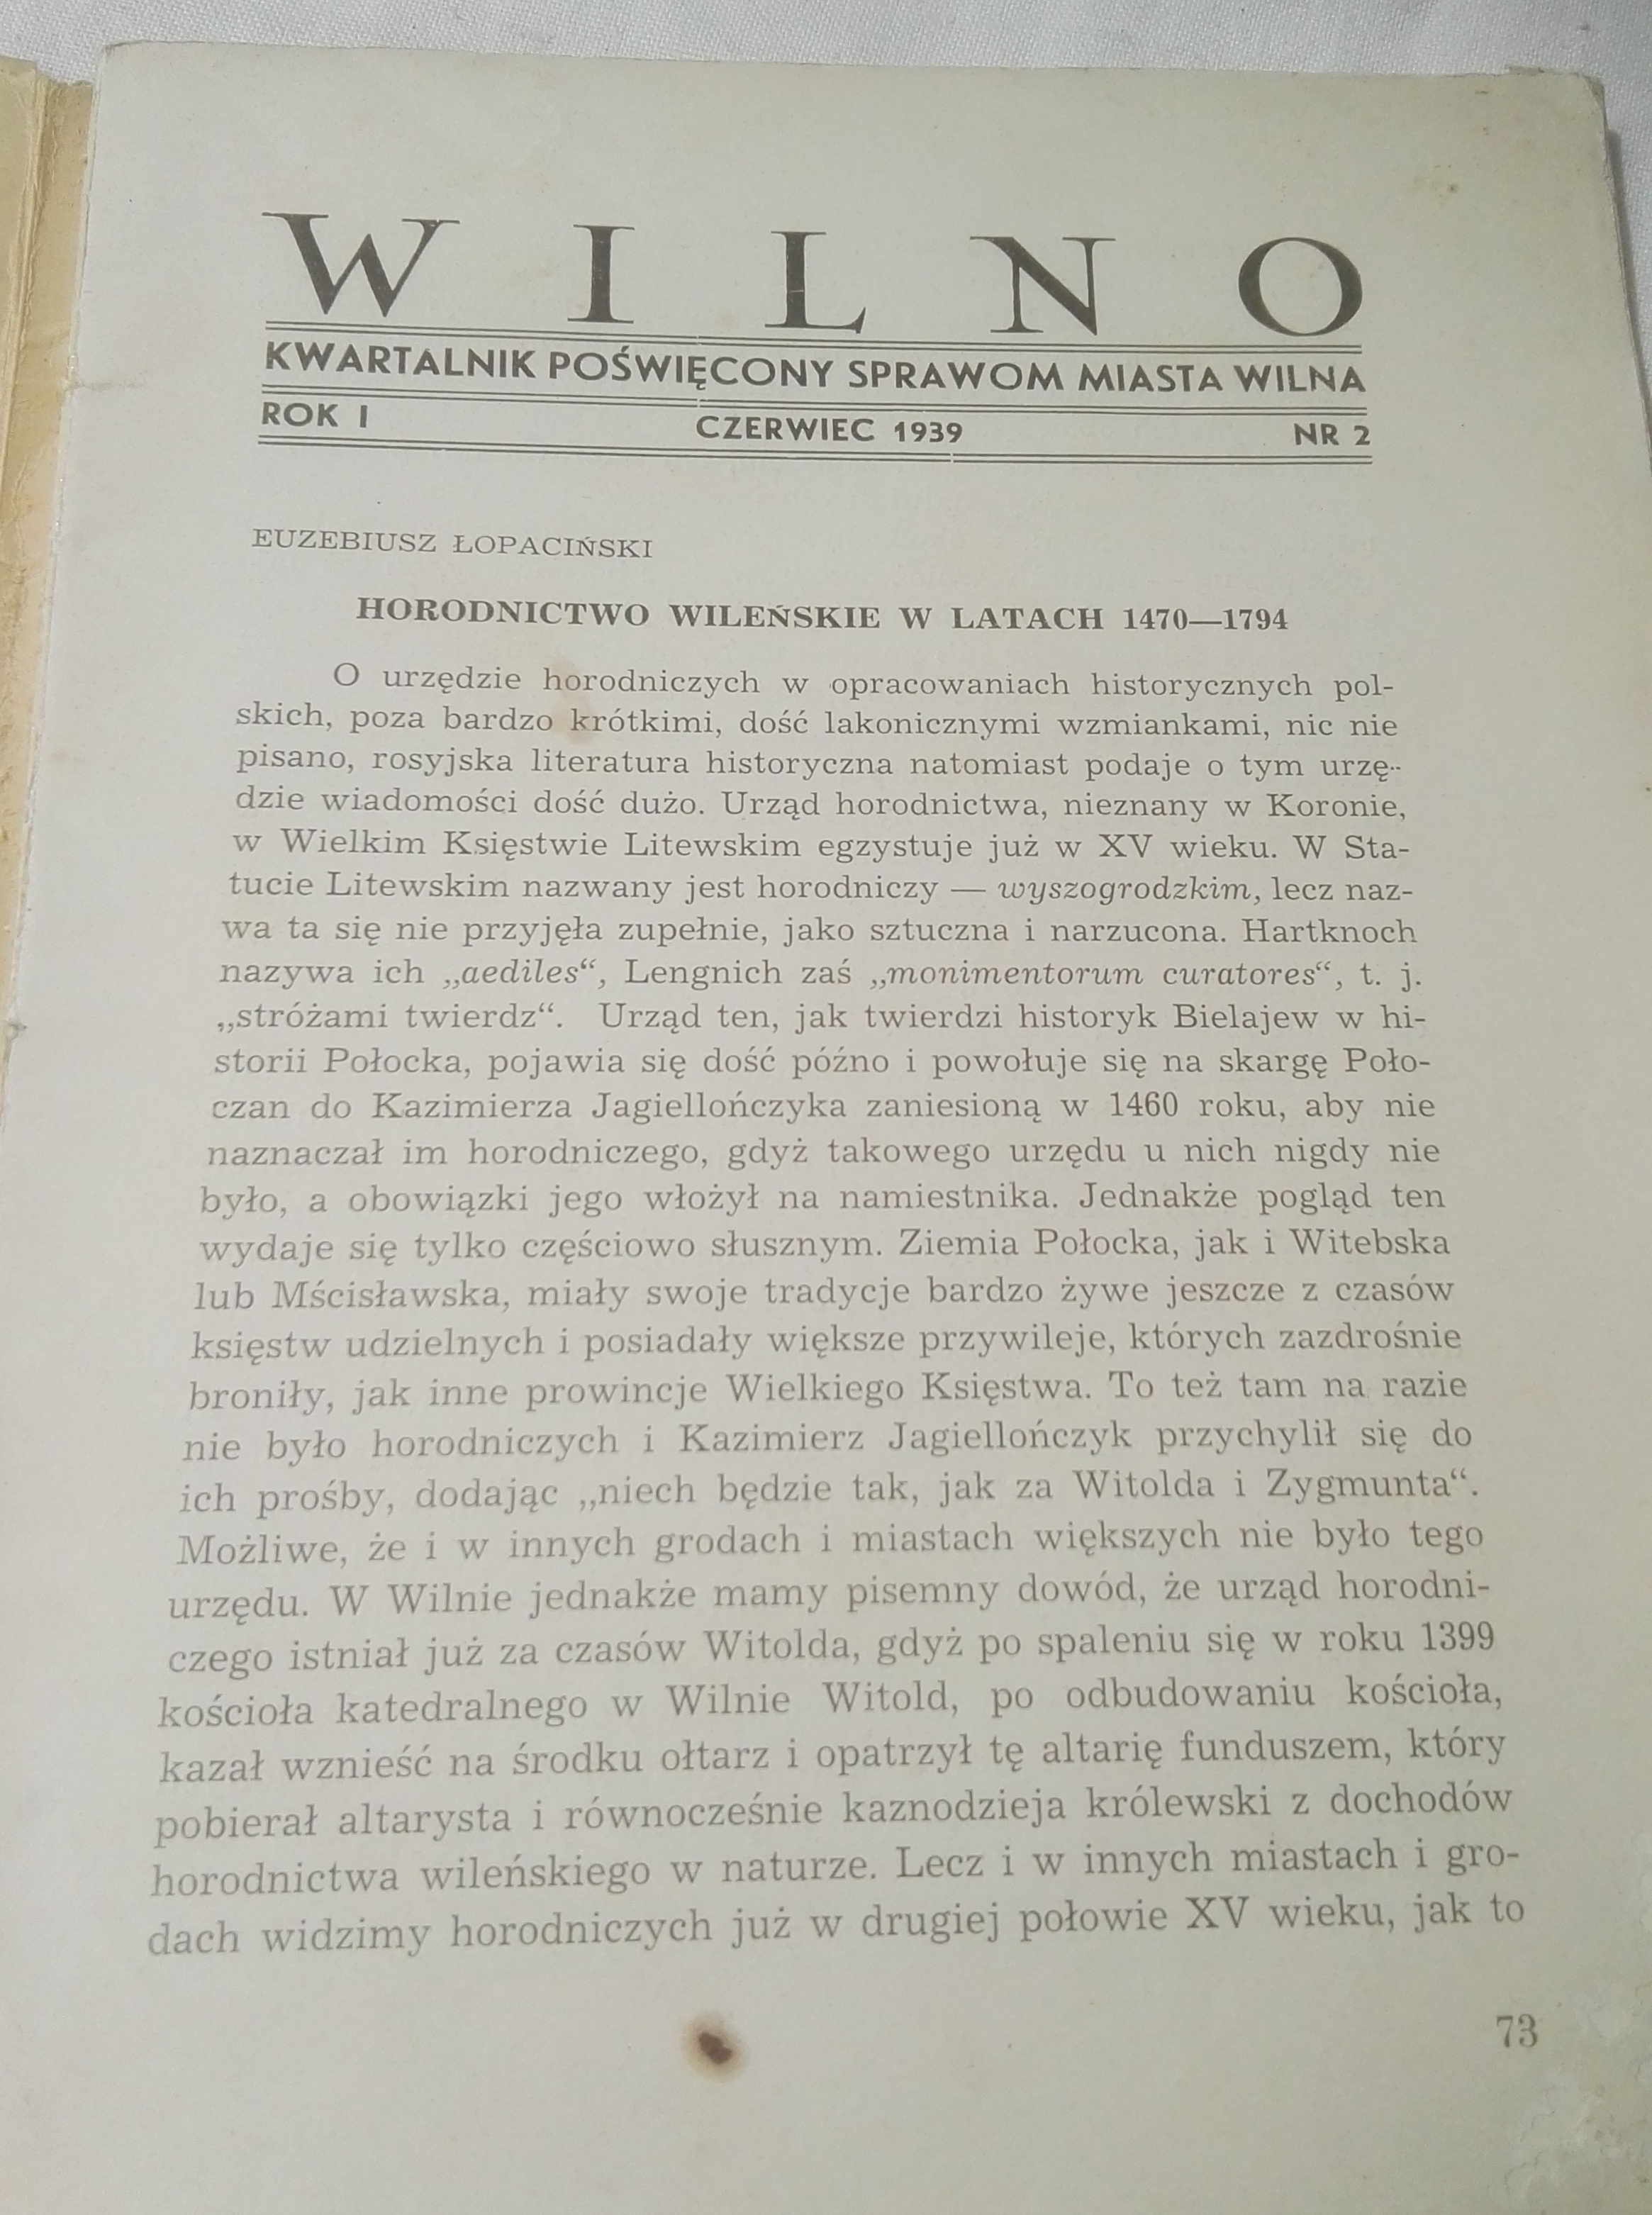 WILNO
KWARTALNIK POŚWIĘCONY SPRAWOM MIASTA WILNA
ROK I CZERWIEC 1939 NR 2
EUZEBIUSZ ŁOPACIŃSKI
HORODNICTWO WILEŃSKIE W LATACH 1470—1794
O urzędzie horodniczych w opracowaniach historycznych pol-
skich, poza bardzo krótkimi, dość lakonicznymi wzmiankami, nic nie
pisano, rosyjska literatura historyczna natomiast podaje o tym urzę-
dzie wiadomości dość dużo. Urząd horodnictwa, nieznany w Koronie,
w Wielkim Księstwie Litewskim egzystuje już w XV wieku. W Sta-
tucie Litewskim nazwany jest horodniczy — wyszogrodzkim, lecz naz-
wa ta się nie przyjęła zupełnie, jako sztuczna i narzucona. Hartknoch
nazywa ich „aediles“, Lengnich zaś „monimentorum curatores“, t. j.
„stróżami twierdz“. Urząd ten, jak twierdzi historyk Bielajew w hi-
storii Połocka, pojawia się dość późno i powołuje się na skargę Poło-
czan do Kazimierza Jagiellończyka zaniesioną w 1460 roku, aby nie
naznaczał im horodniczego, gdyż takowego urzędu u nich nigdy nie
było, a obowiązki jego włożył na namiestnika. Jednakże pogląd ten
wydaje się tylko częściowo słusznym. Ziemia Połocka, jak i Witebska
lub Mścisławska, miały swoje tradycje bardzo żywe jeszcze z czasów
księstw udzielnych i posiadały większe przywileje, których zazdrośnie
broniły, jak inne prowincje Wielkiego Księstwa. To też tam na razie
nie było horodniczych i Kazimierz Jagiellończyk przychylił się do
ich prośby, dodając „niech będzie tak, jak za Witolda i Zygmunta“.
Możliwe, że i w innych grodach i miastach większych nie było tego
urzędu. W Wilnie jednakże mamy pisemny dowód, że urząd horodni-
czego istniał już za czasów Witolda, gdyż po spaleniu się w roku 1399
kościoła katedralnego w Wilnie Witold, po odbudowaniu kościoła,
kazał wznieść na środku ołtarz i opatrzył tę altarię funduszem, który
pobierał altarysta i równocześnie kaznodzieja królewski z dochodów
horodnictwa wileńskiego w naturze. Lecz i w innych miastach i gro-
dach widzimy horodniczych już w drugiej połowie XV wieku, jak to
73